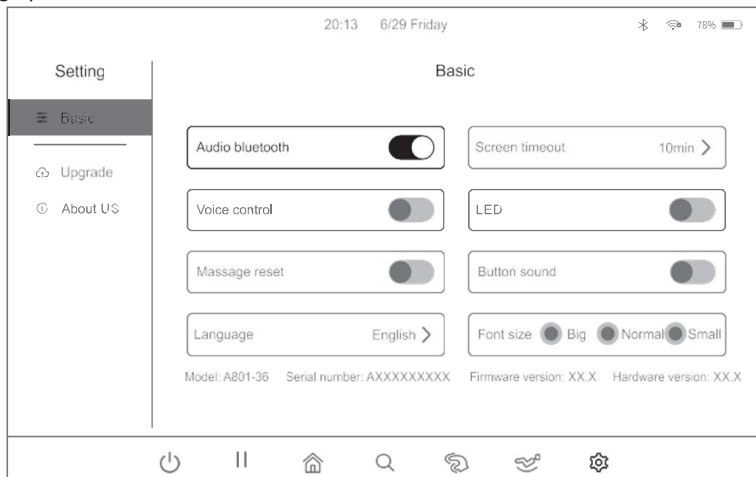 20:13 6/29 Friday 78%
Setting
Basic
Basic
Upgrade
About US
Audio bluetooth
Screen timeout 10min
Voice control
LED
Massage reset
Button sound
Language English
Font size Big Normal Small
Model: A801-36 Serial number: AXXXXXXXXXX Firmware version: XX.X Hardware version: XX.X